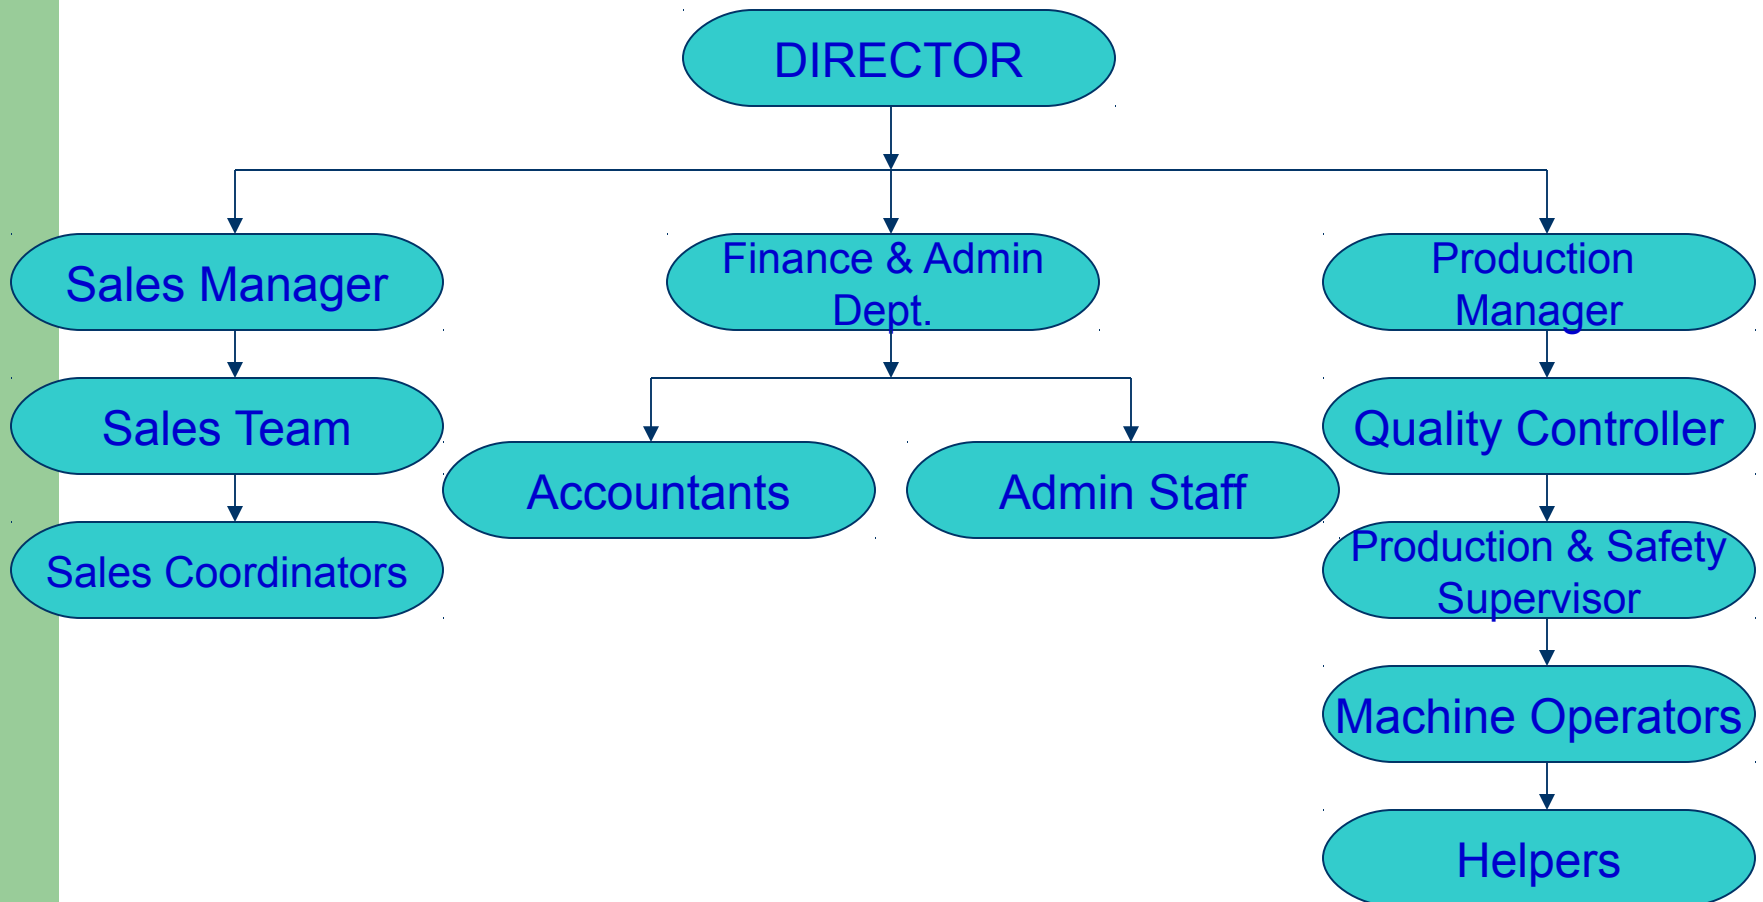 DIRECTOR
Sales Manager
Finance & Admin
Dept.
Production
Manager
Sales Team
Quality Controller
Accountants
Admin Staff
Sales Coordinators
Production & Safety
Supervisor
Machine Operators
Helpers